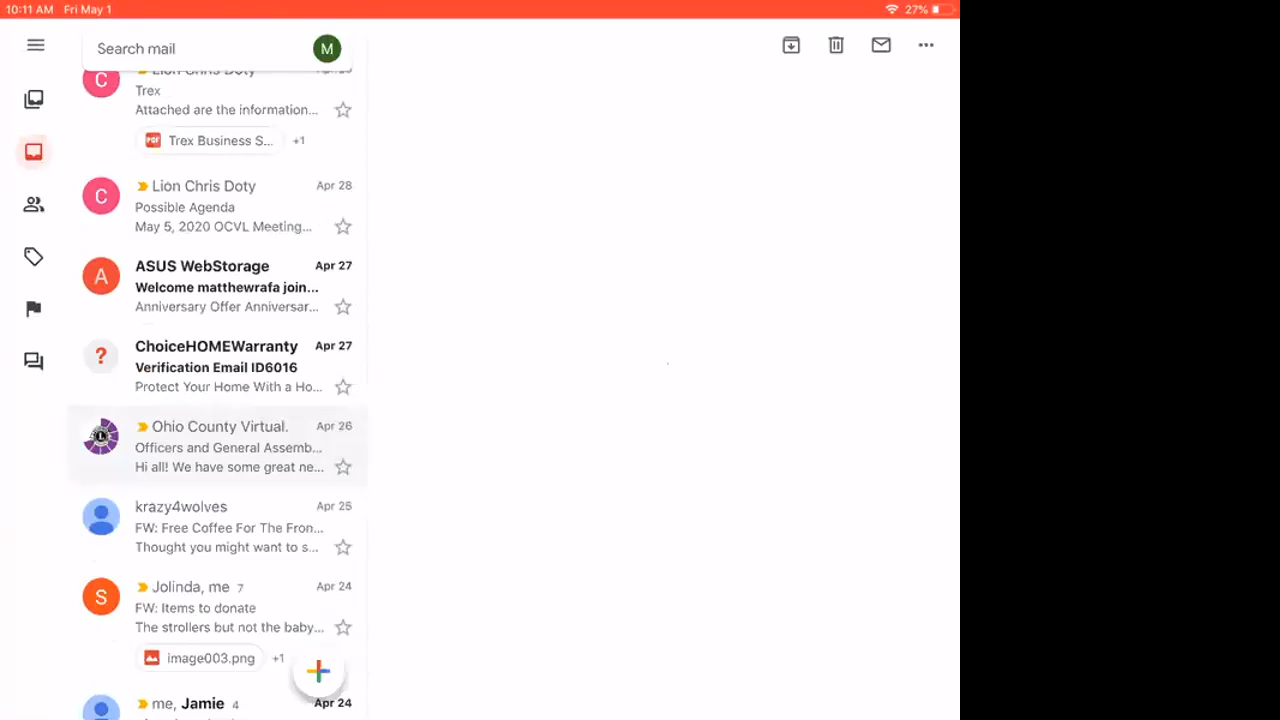 10:11 AM Fri May 1
27%
Search mail
M
C
Lion Chris Doty
Trex
Attached are the information...
PDF Trex Business S... +1
C
Lion Chris Doty Apr 28
Possible Agenda
May 5, 2020 OCVL Meeting...
A
ASUS WebStorage Apr 27
Welcome matthewrafa join...
Anniversary Offer Anniversar...
?
ChoiceHOMEWarranty Apr 27
Verification Email ID6016
Protect Your Home With a Ho...
Ohio County Virtual. Apr 26
Officers and General Assemb...
Hi all! We have some great ne...
krazy4wolves Apr 25
FW: Free Coffee For The Fron...
Thought you might want to s...
S
Jolinda, me 7 Apr 24
FW: Items to donate
The strollers but not the baby...
image003.png +1
me, Jamie 4 Apr 24